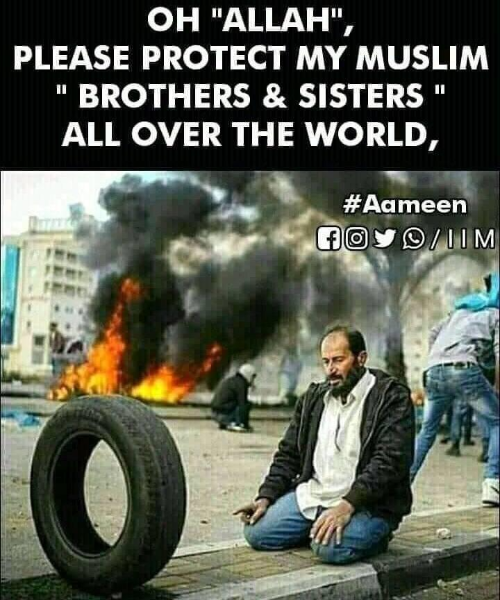 OH "ALLAH",
PLEASE PROTECT MY MUSLIM
" BROTHERS & SISTERS "
ALL OVER THE WORLD,
#Aameen
/IIM